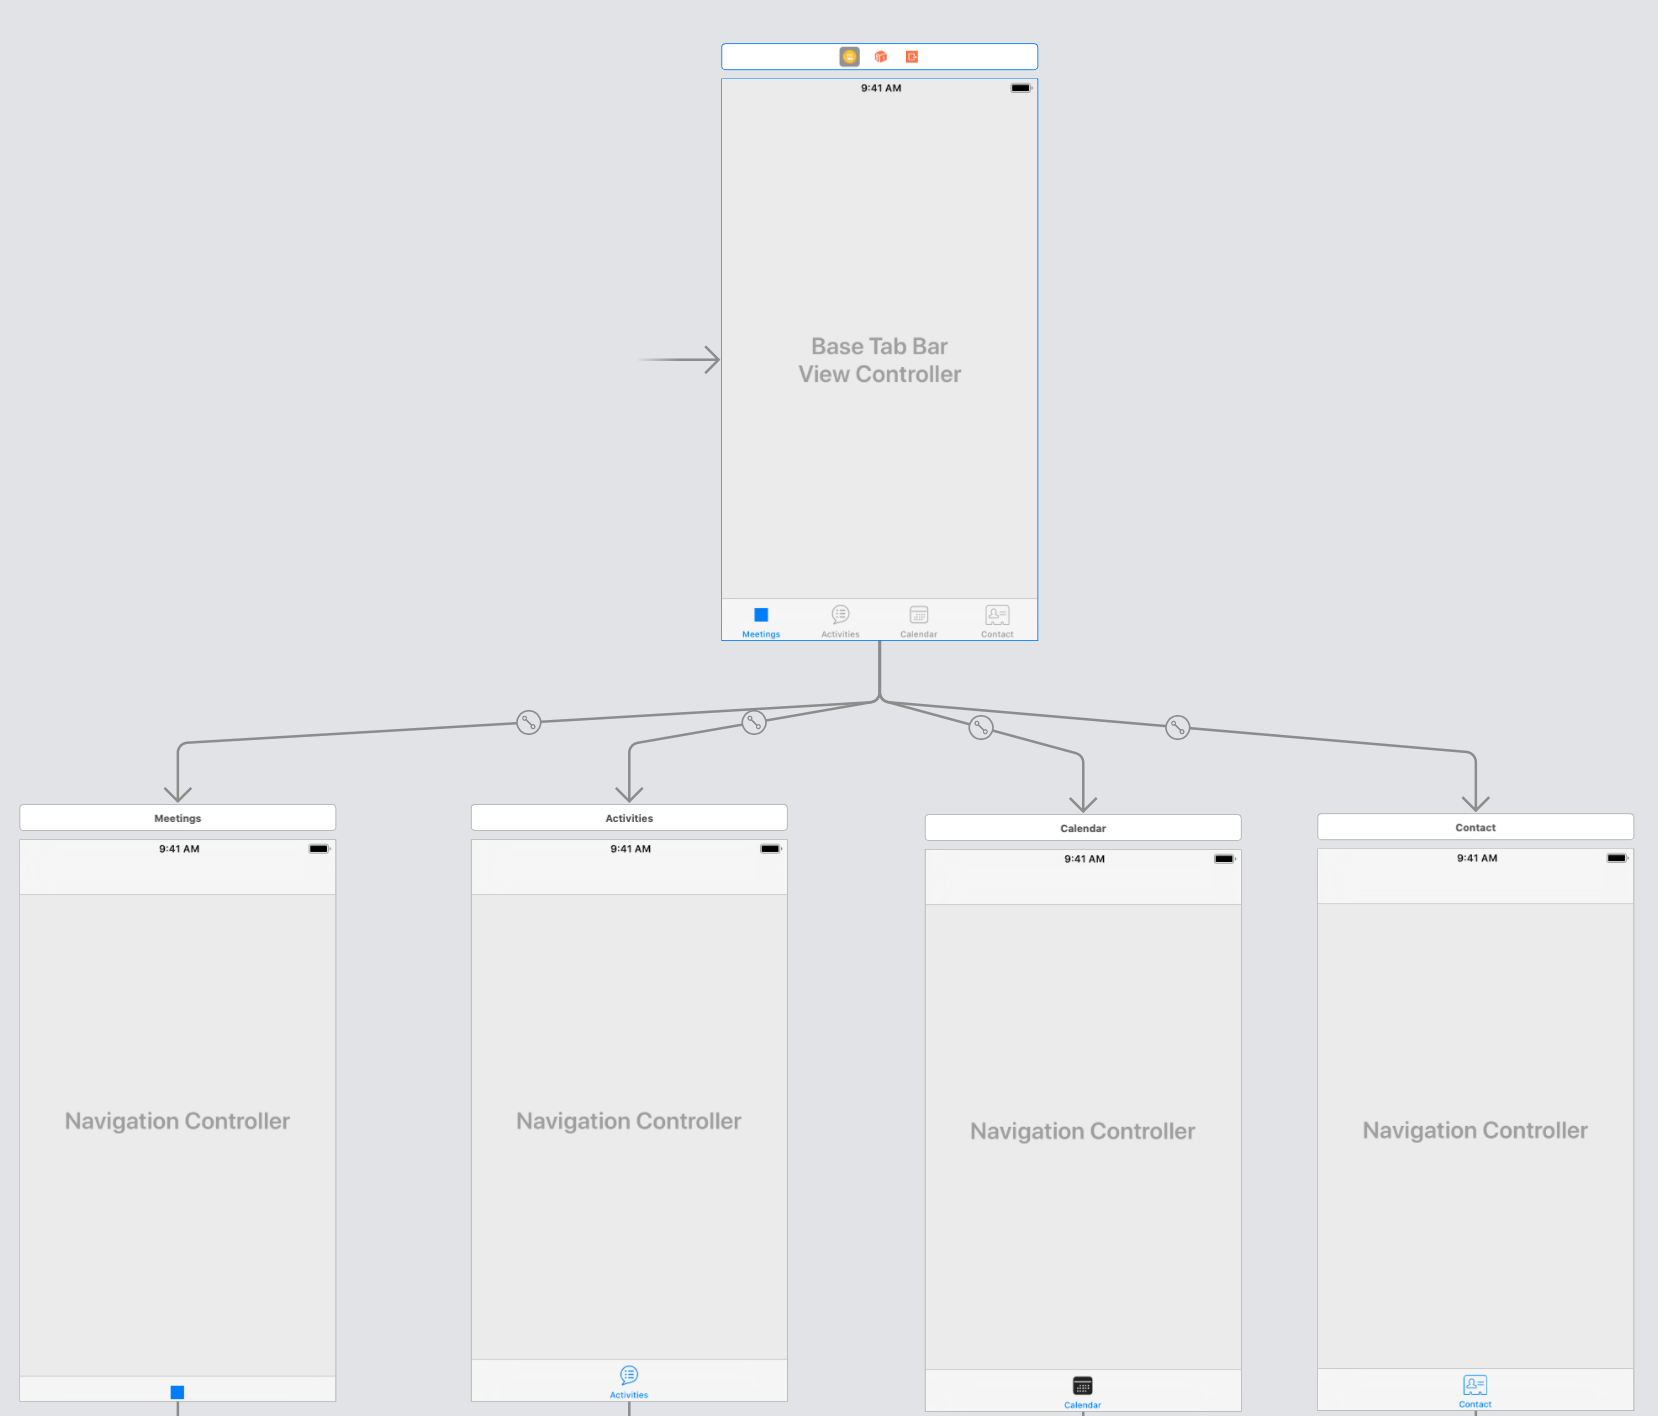 9:41 AM
Base Tab Bar
View Controller
Meetings
Activities
Calendar
Contact
Meetings
9:41 AM
Navigation Controller
Activities
9:41 AM
Navigation Controller
Activities
Calendar
9:41 AM
Navigation Controller
Calendar
Contact
9:41 AM
Navigation Controller
Contact